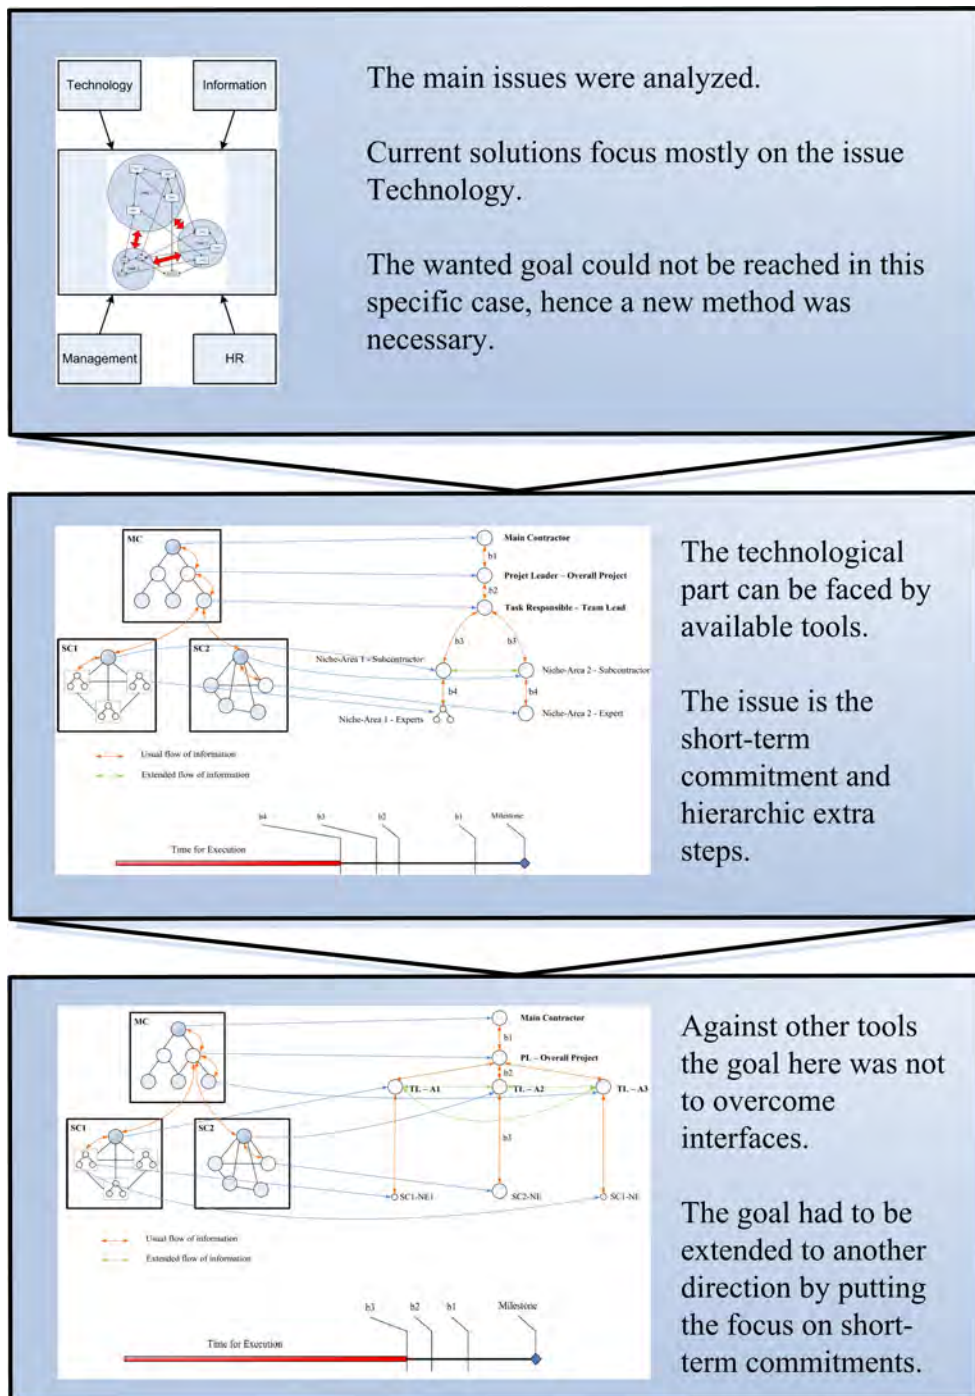 Technology
Information
Management
HR
The main issues were analyzed.
Current solutions focus mostly on the issue
Technology.
The wanted goal could not be reached in this
specific case, hence a new method was
necessary.
MC
Main Contractor
b1
Projet Leader – Overall Project
b2
Task Responsible – Team Lead
SC1
SC2
b3
b3
Niche-Area 1 - Subcontractor
Niche-Area 2 – Subcontractor
b4
b4
Niche-Area 1 - Experts
Niche-Area 2 - Expert
Usual flow of information
Extended flow of information
b4
b3
b2
b1
Milestone
Time for Execution
The technological
part can be faced by
available tools.
The issue is the
short-term
commitment and
hierarchic extra
steps.
MC
Main Contractor
b1
PL – Overall Project
b2
TL – A1
TL – A2
TL – A3
SC1
SC2
b3
SC1-NE1
SC2-NE
SC1-NE
Usual flow of information
Extended flow of information
b3
b2
b1
Milestone
Time for Execution
Against other tools
the goal here was not
to overcome
interfaces.
The goal had to be
extended to another
direction by putting
the focus on short-
term commitments.